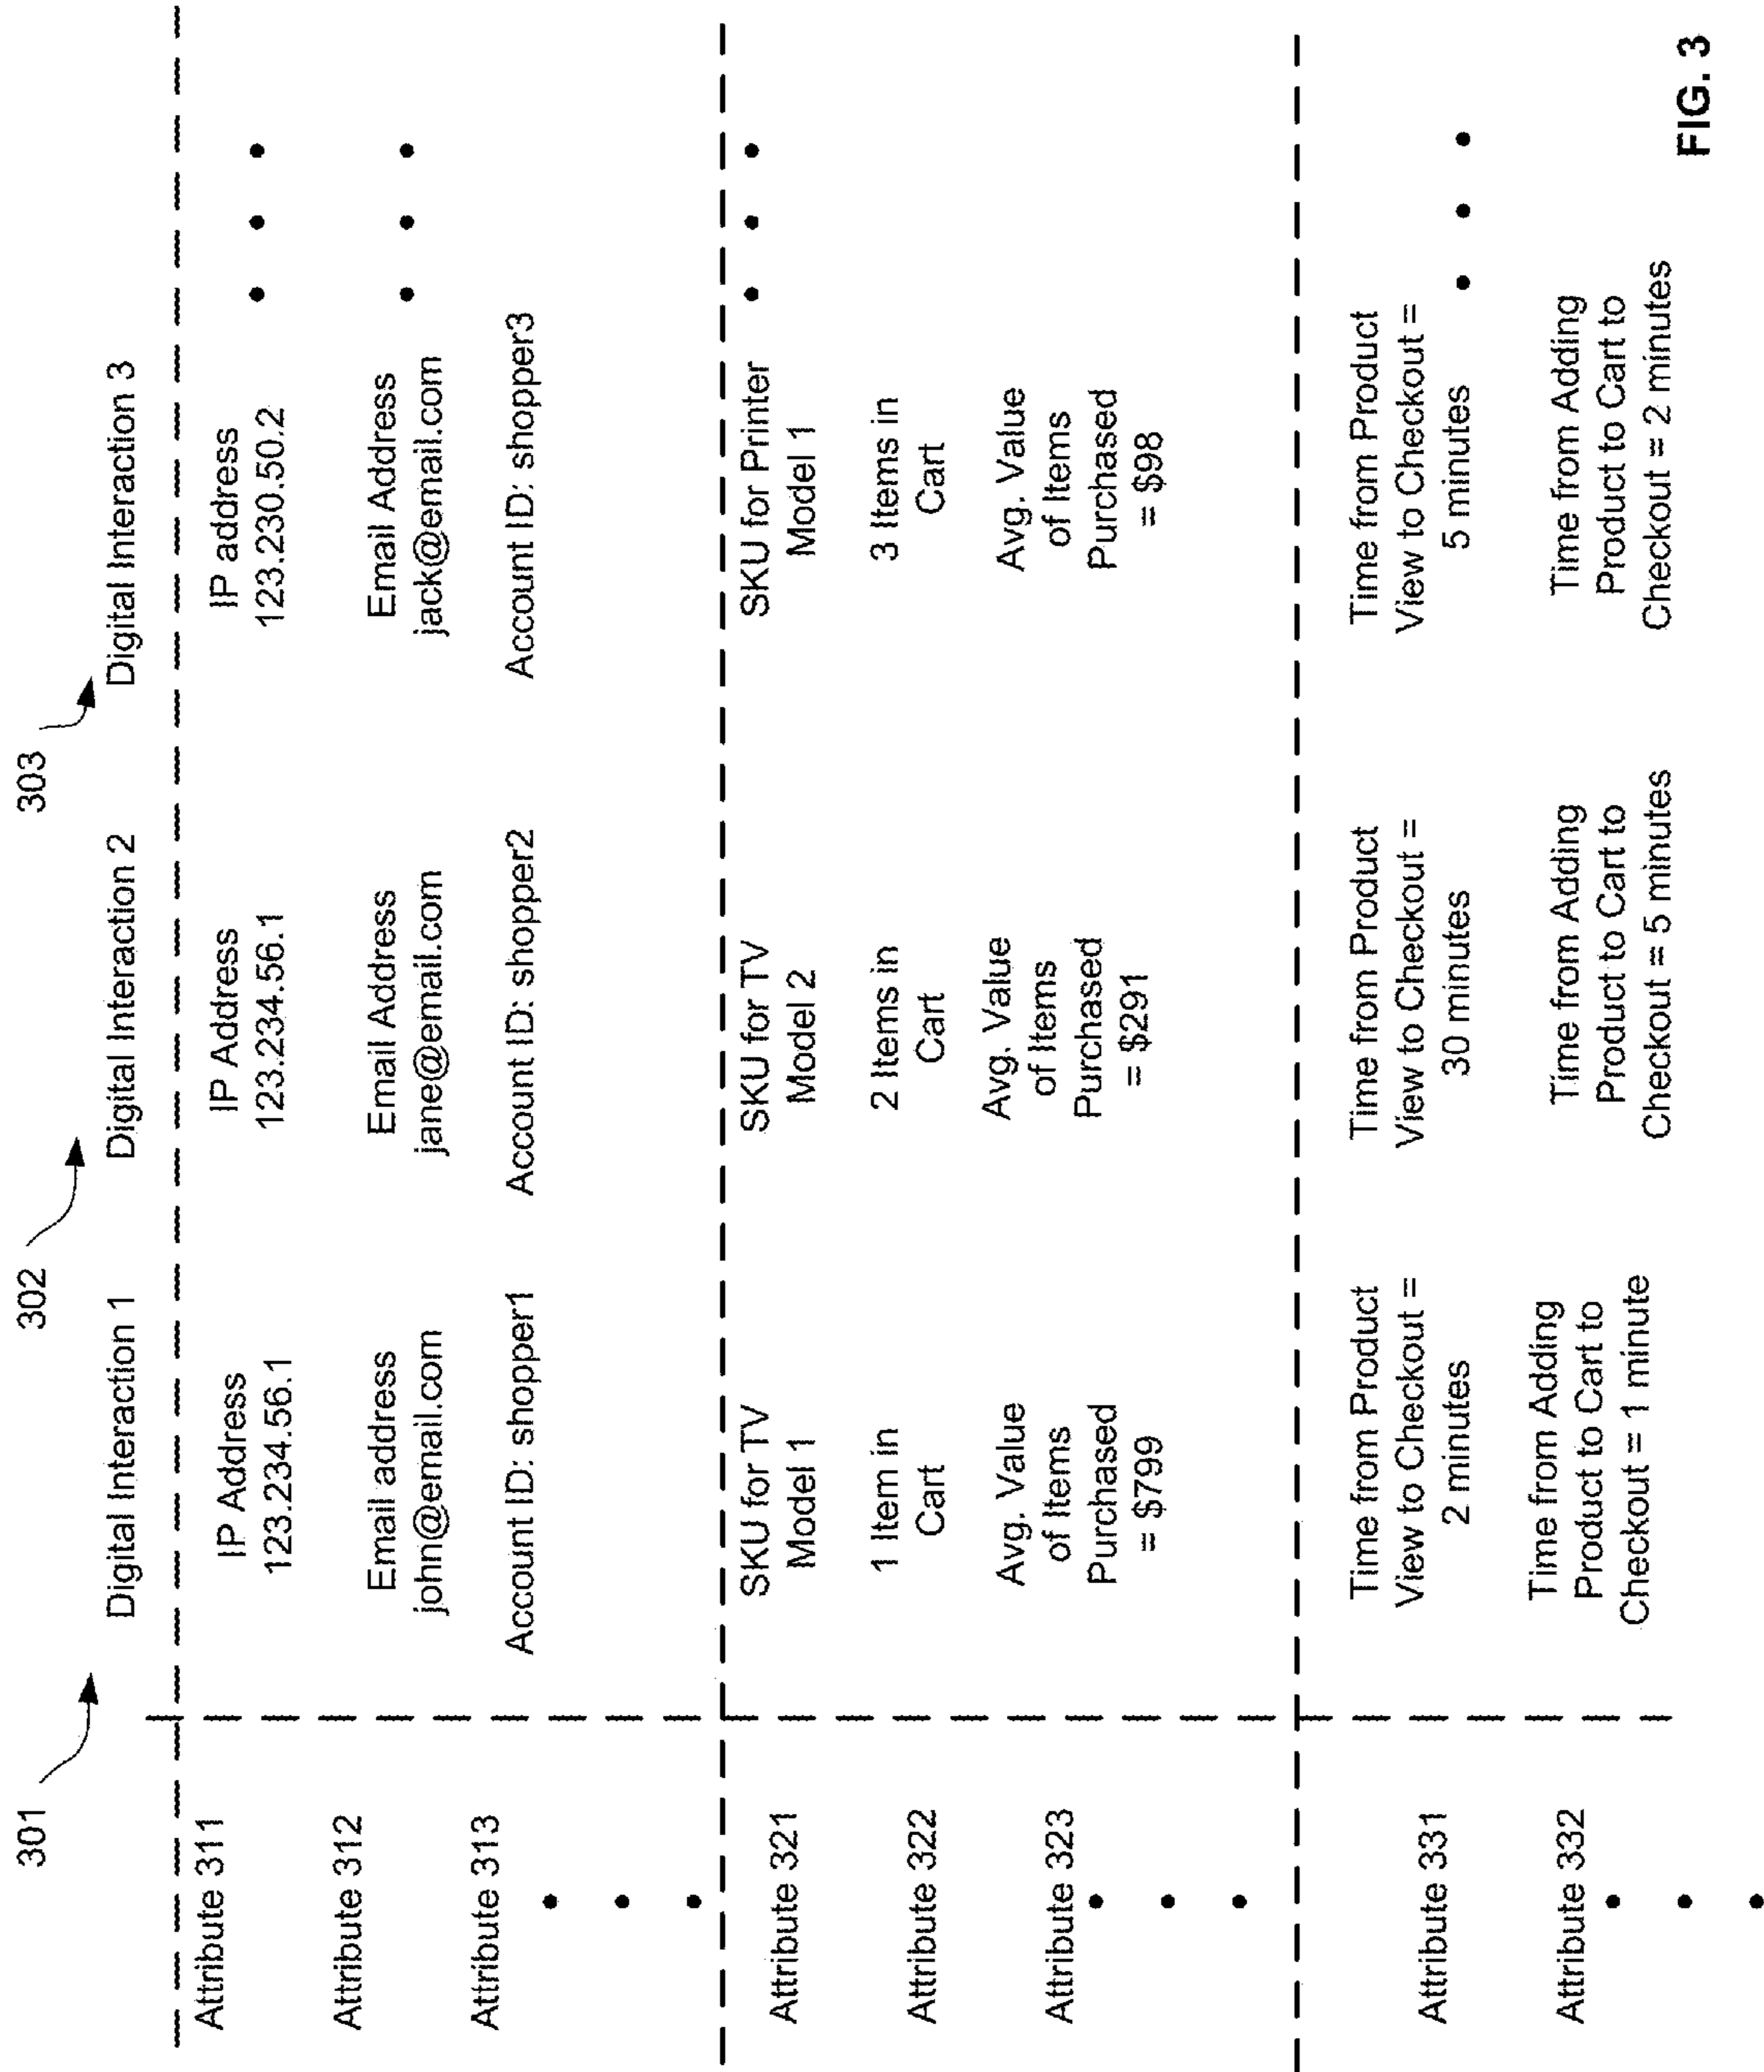 301
302
303
Digital Interaction 1
Digital Interaction 2
Digital Interaction 3
Attribute 311
IP Address
123.234.56.1
IP Address
123.234.56.1
IP address
123.230.50.2
Attribute 312
Email address
john@email.com
Email Address
jane@email.com
Email Address
jack@email.com
Attribute 313
Account ID: shopper1
Account ID: shopper2
Account ID: shopper3
Attribute 321
SKU for TV
Model 1
SKU for TV
Model 2
SKU for Printer
Model 1
Attribute 322
1 Item in
Cart
2 Items in
Cart
3 Items in
Cart
Attribute 323
Avg. Value
of Items
Purchased
= $799
Avg. Value
of Items
Purchased
= $291
Avg. Value
of Items
Purchased
= $98
Attribute 331
Time from Product
View to Checkout =
2 minutes
Time from Product
View to Checkout =
30 minutes
Time from Product
View to Checkout =
5 minutes
Attribute 332
Time from Adding
Product to Cart to
Checkout = 1 minute
Time from Adding
Product to Cart to
Checkout = 5 minutes
Time from Adding
Product to Cart to
Checkout = 2 minutes
FIG. 3